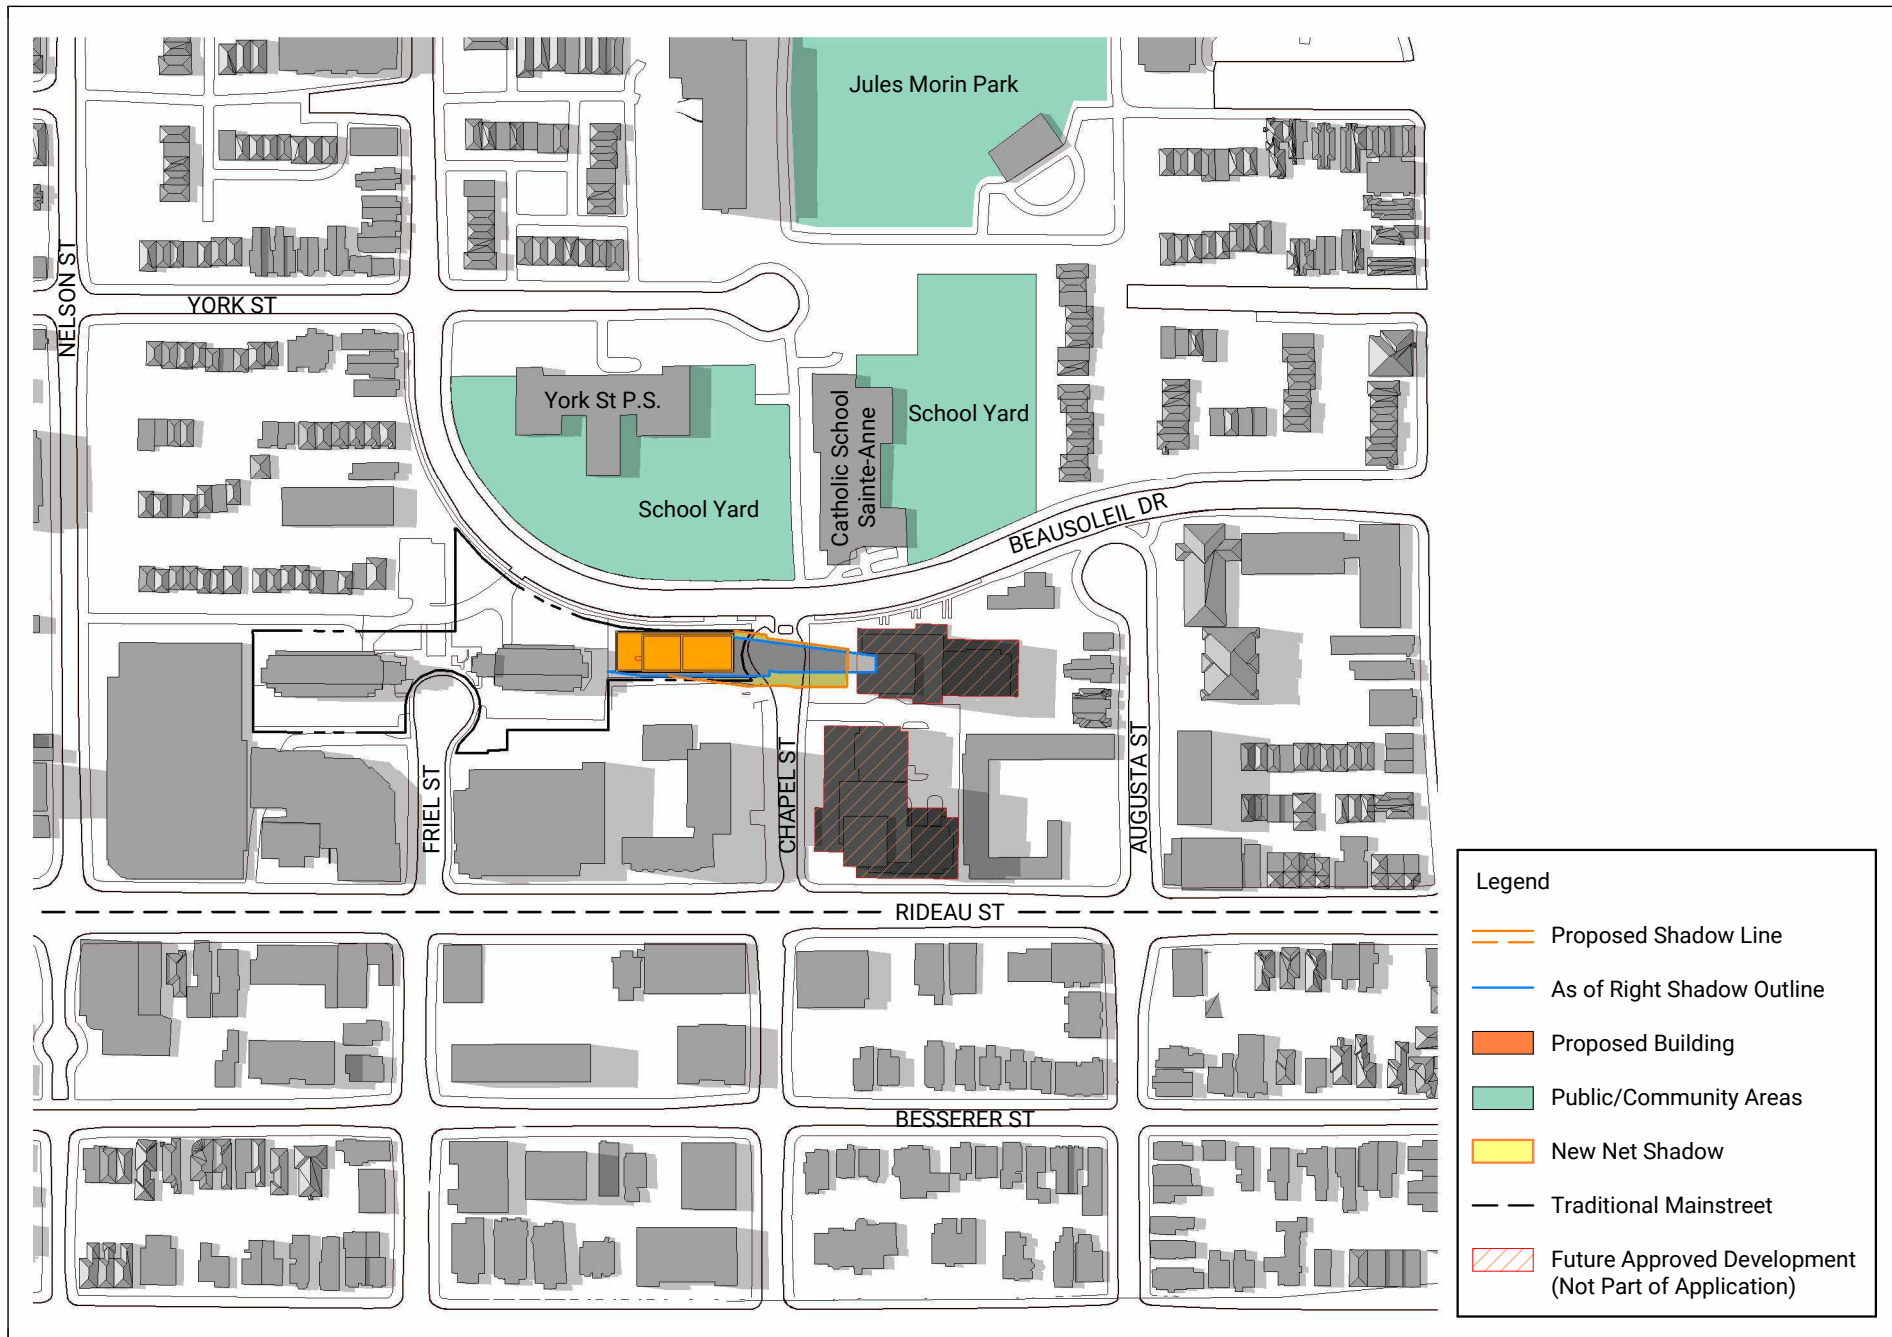 Jules Morin Park
NELSON ST
YORK ST
York St P.S.
School Yard
Catholic School
Sainte-Anne
School Yard
BEAUSOLEIL DR
FRIEL ST
CHAPEL ST
AUGUSTA ST
RIDEAU ST
BESSERER ST
Legend
Proposed Shadow Line
As of Right Shadow Outline
Proposed Building
Public/Community Areas
New Net Shadow
Traditional Mainstreet
Future Approved Development
(Not Part of Application)